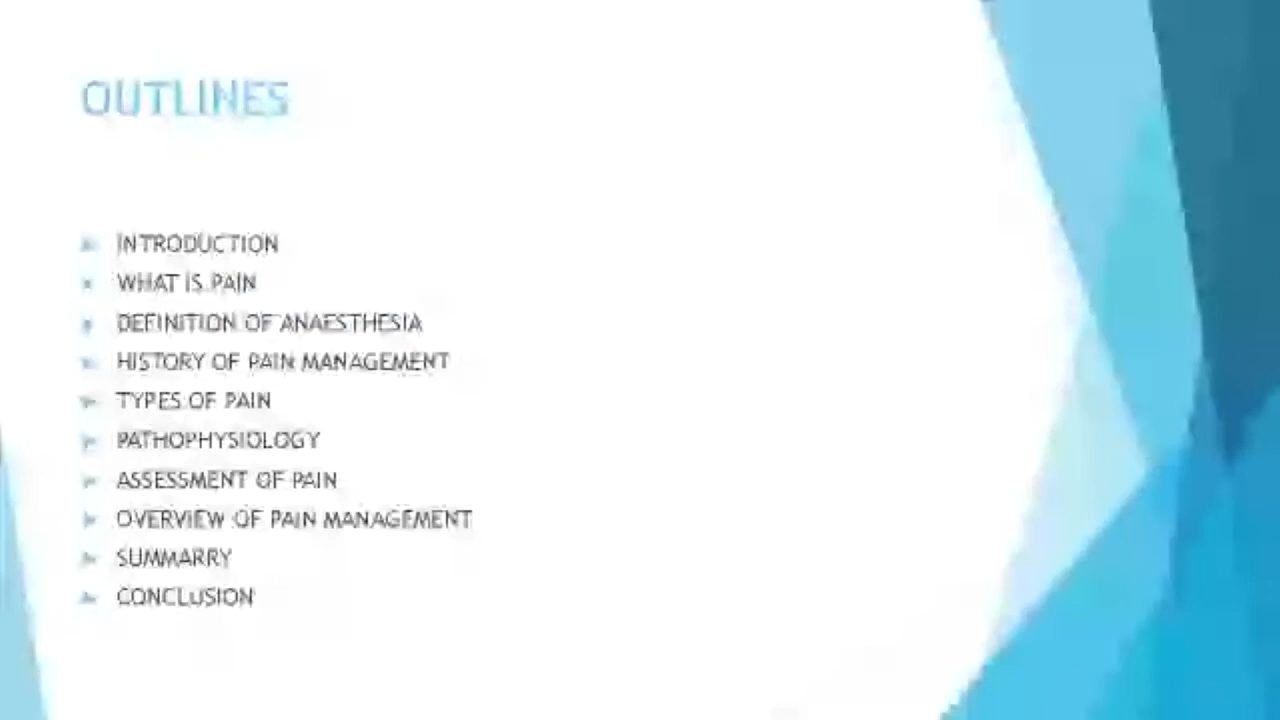 OUTLINES
INTRODUCTION
WHAT IS PAIN
DEFINITION OF ANAESTHESIA
HISTORY OF PAIN MANAGEMENT
TYPES OF PAIN
PATHOPHYSIOLOGY
ASSESSMENT OF PAIN
OVERVIEW OF PAIN MANAGEMENT
SUMMARRY
CONCLUSION